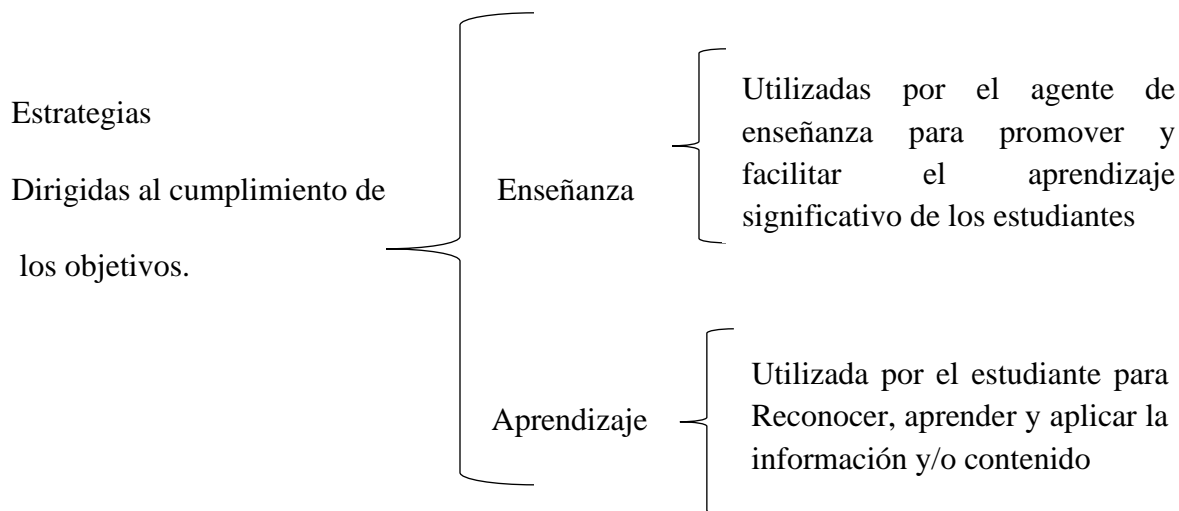 Estrategias
Dirigidas al cumplimiento de
los objetivos.
Enseñanza
Utilizadas por el agente de
enseñanza para promover y
facilitar el aprendizaje
significativo de los estudiantes
Aprendizaje
Utilizada por el estudiante para
Reconocer, aprender y aplicar la
información y/o contenido